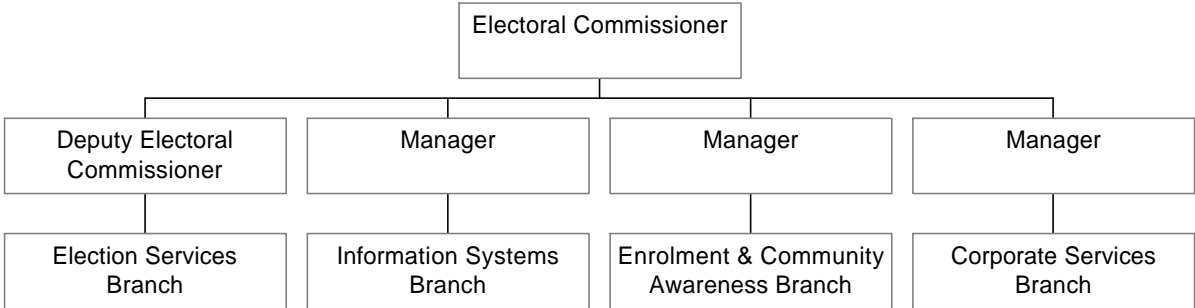 Electoral Commissioner
Deputy Electoral
Commissioner
Manager
Manager
Manager
Election Services
Branch
Information Systems
Branch
Enrolment & Community
Awareness Branch
Corporate Services
Branch